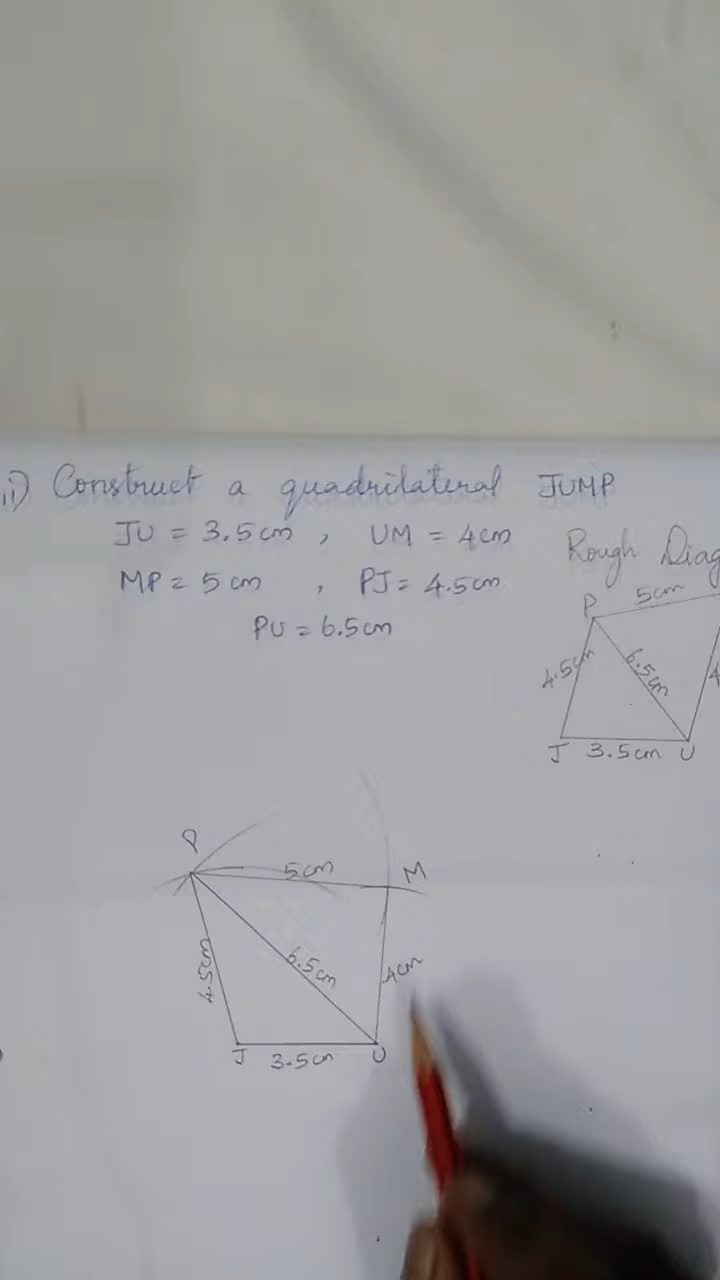 ii) Construct a quadrilateral JUMP
JU = 3.5cm , UM = 4cm
MP = 5cm , PJ = 4.5cm
PU = 6.5cm
Rough Diag
P 5cm
4.5cm 6.5cm 4
J 3.5cm U
P
5cm M
4.5cm 6.5cm 4cm
J 3.5cm U